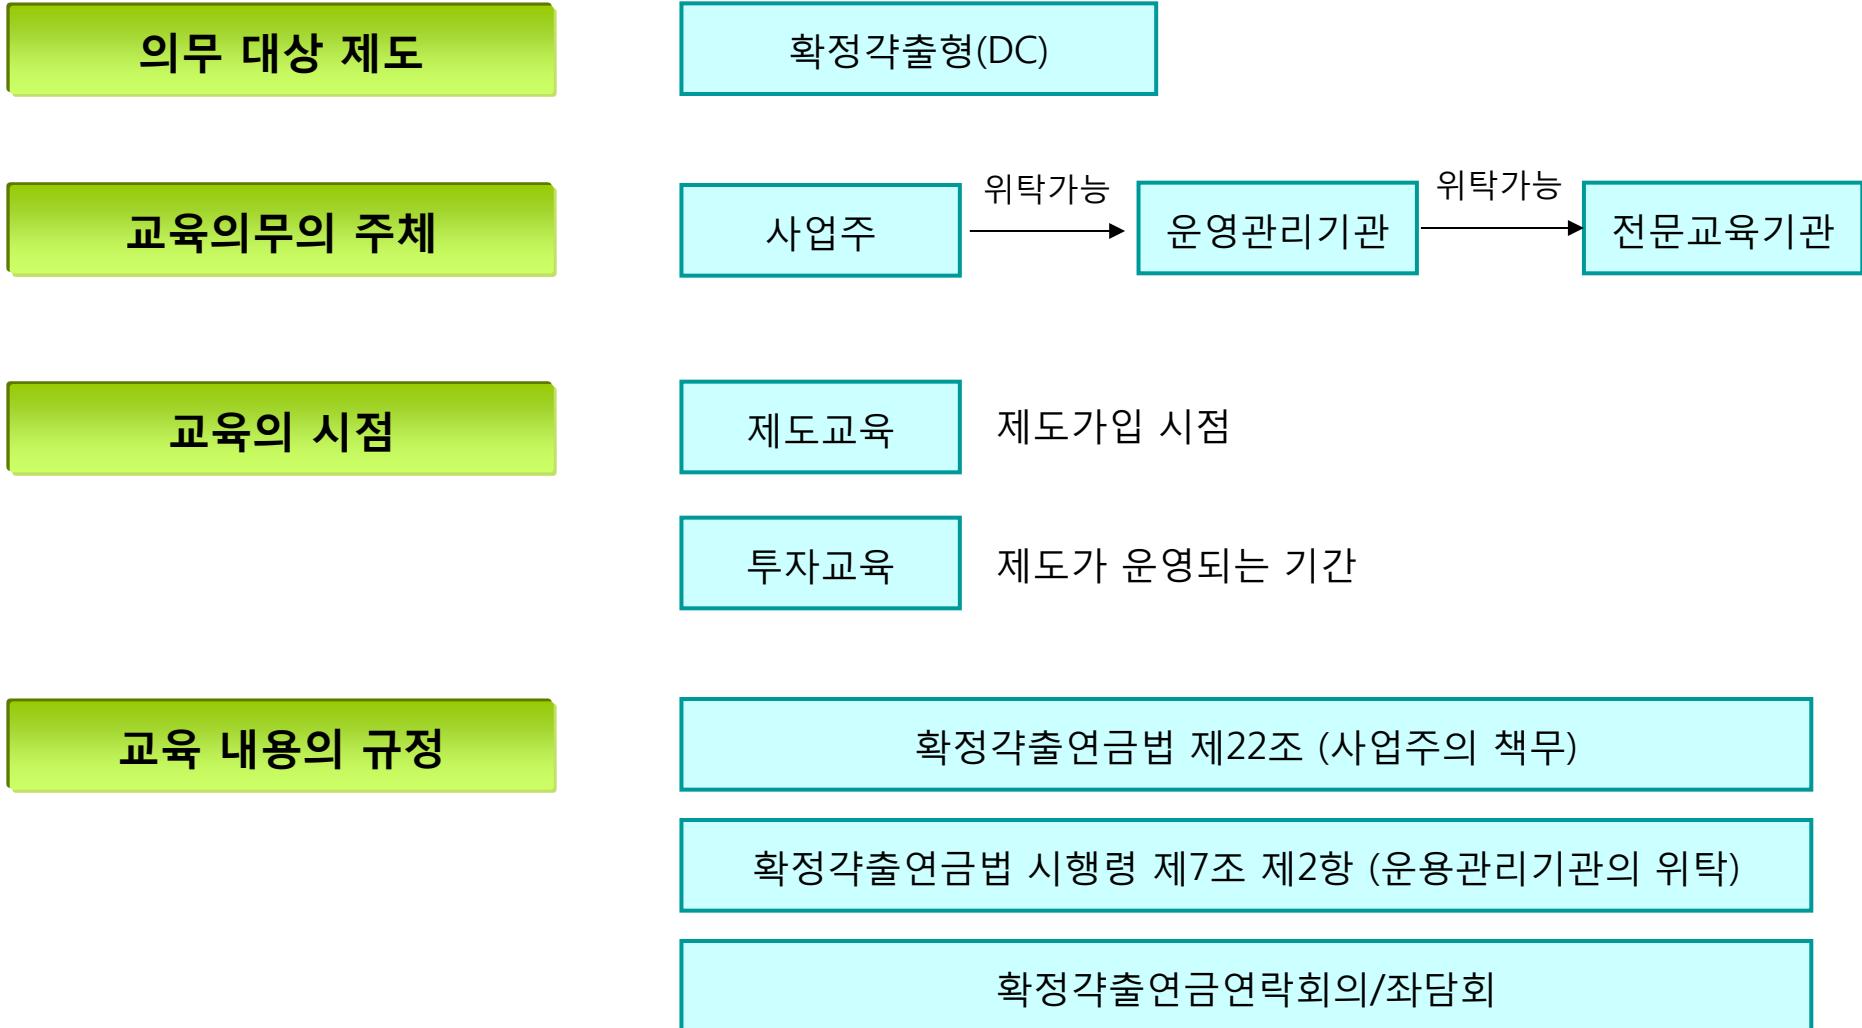 의무 대상 제도
확정갹출형(DC)
교육의무의 주체
사업주
위탁가능
운영관리기관
위탁가능
전문교육기관
교육의 시점
제도교육
제도가입 시점
투자교육
제도가 운영되는 기간
교육 내용의 규정
확정갹출연금법 제22조 (사업주의 책무)
확정갹출연금법 시행령 제7조 제2항 (운용관리기관의 위탁)
확정갹출연금연락회의/좌담회